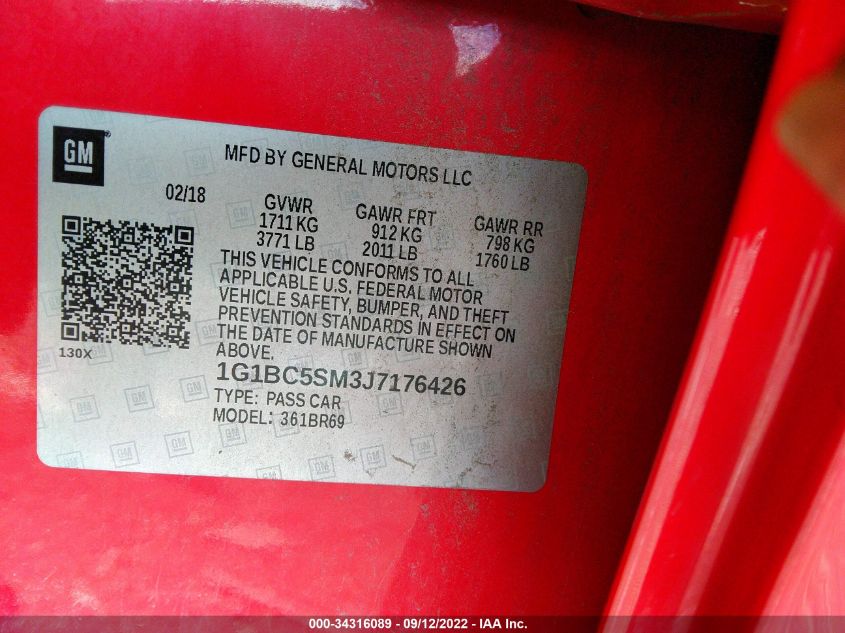 GM
MFD BY GENERAL MOTORS LLC
02/18
GVWR
1711 KG
3771 LB
GAWR FRT
912 KG
2011 LB
GAWR RR
798 KG
1760 LB
THIS VEHICLE CONFORMS TO ALL
APPLICABLE U.S. FEDERAL MOTOR
VEHICLE SAFETY, BUMPER, AND THEFT
PREVENTION STANDARDS IN EFFECT ON
THE DATE OF MANUFACTURE SHOWN
ABOVE.
130X
1G1BC5SM3J7176426
TYPE: PASS CAR
MODEL: 361BR69
000-34316089 - 09/12/2022 - IAA Inc.